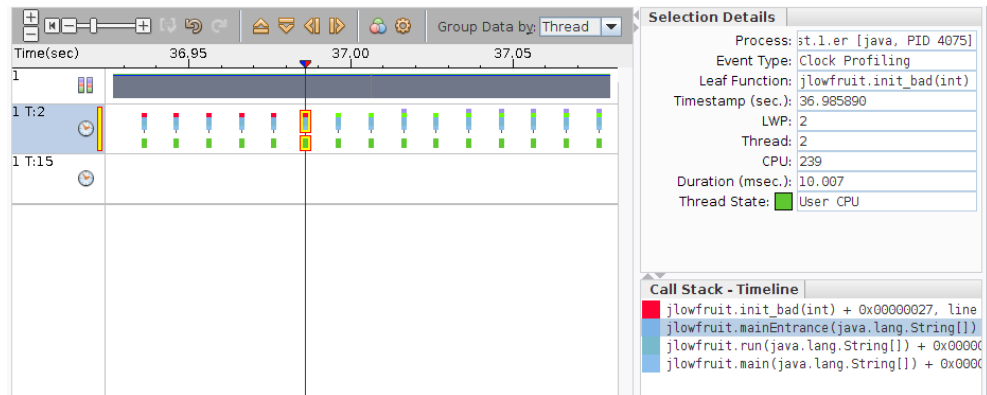 Group Data by: Thread
Time(sec) 36.95 37.00 37.05
1
1 T:2
1 T:15
Selection Details
Process: st.1.er [java, PID 4075]
Event Type: Clock Profiling
Leaf Function: jlowfruit.init_bad(int)
Timestamp (sec.): 36.985890
LWP: 2
Thread: 2
CPU: 239
Duration (msec.): 10.007
Thread State: User CPU
Call Stack - Timeline
jlowfruit.init_bad(int) + 0x00000027, line
jlowfruit.mainEntrance(java.lang.String[])
jlowfruit.run(java.lang.String[]) + 0x0000
jlowfruit.main(java.lang.String[]) + 0x000